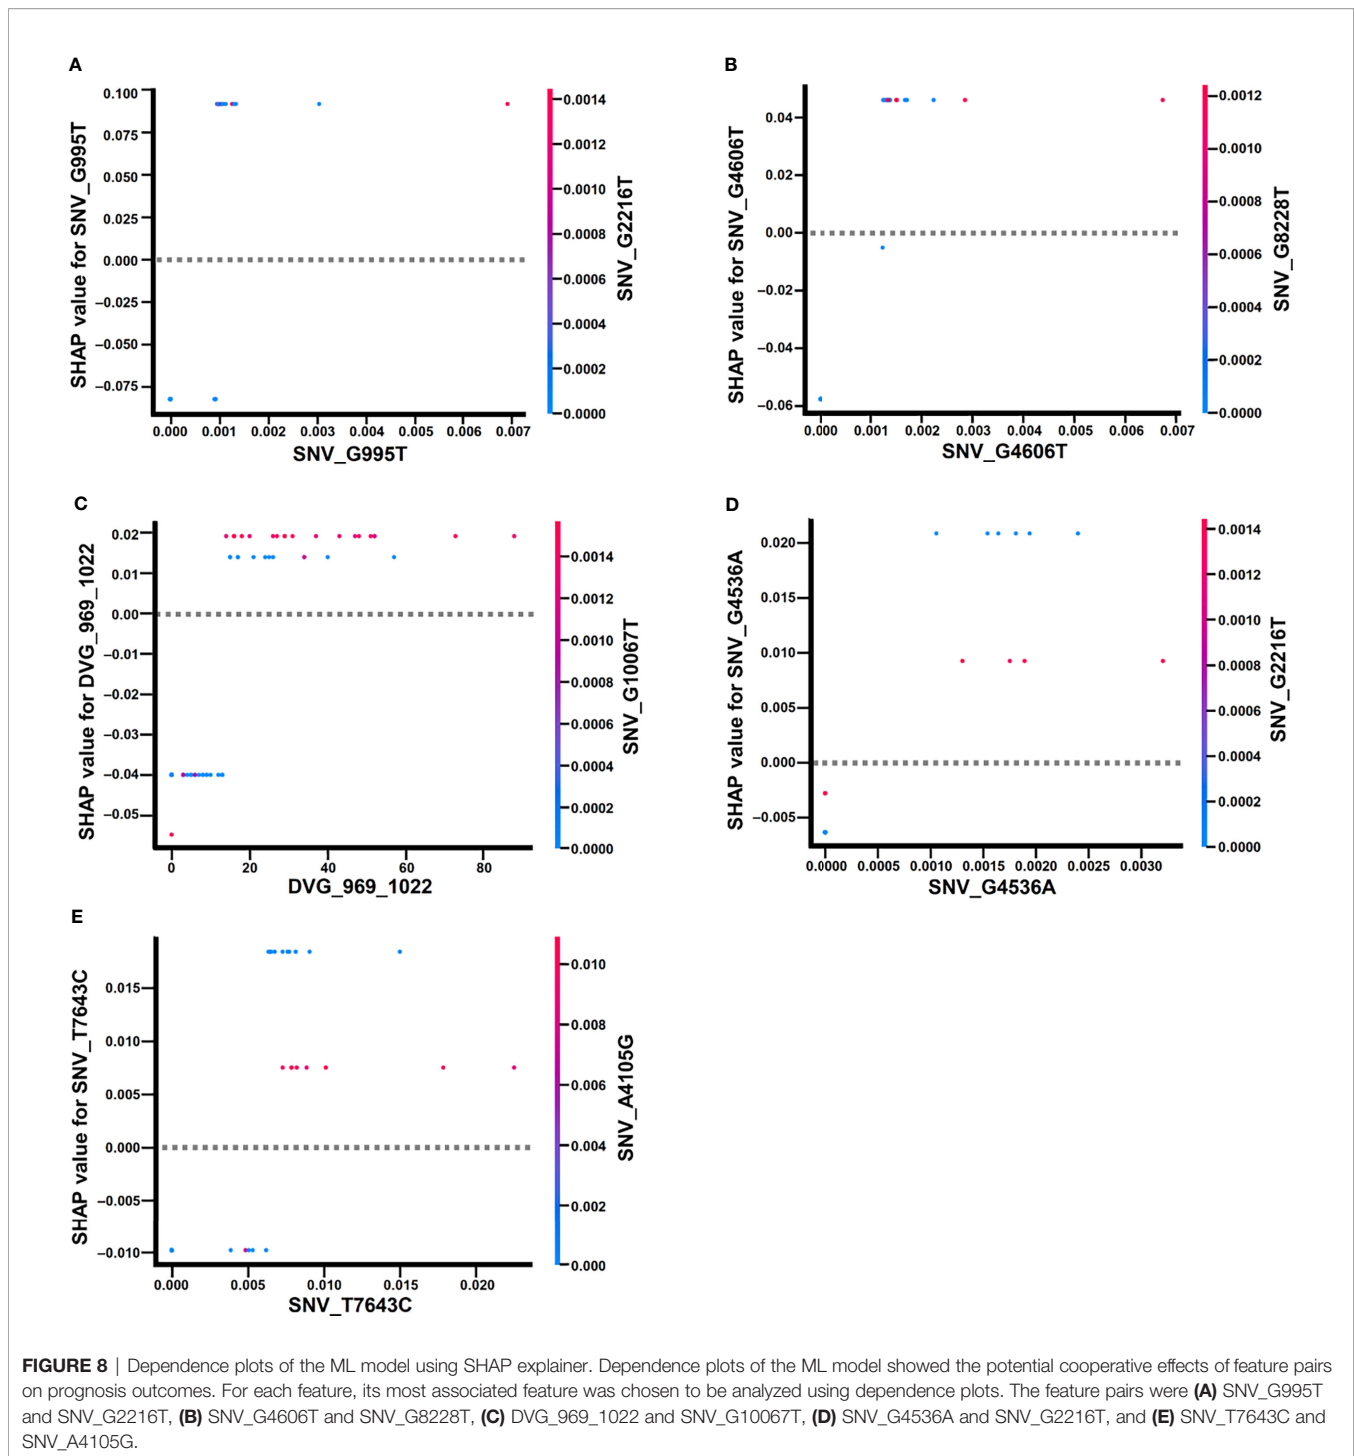 A
0.100
0.075
0.050
0.025
0.000
−0.025
−0.050
−0.075
SHAP value for SNV_G995T
0.000 0.001 0.002 0.003 0.004 0.005 0.006 0.007
SNV_G995T
0.0014
0.0012
0.0010
0.0008
0.0006
0.0004
0.0002
0.0000
SNV_G2216T
B
0.04
0.02
0.00
−0.02
−0.04
−0.06
SHAP value for SNV_G4606T
0.000 0.001 0.002 0.003 0.004 0.005 0.006 0.007
SNV_G4606T
0.0012
0.0010
0.0008
0.0006
0.0004
0.0002
0.0000
SNV_G8228T
C
0.02
0.01
0.00
−0.01
−0.02
−0.03
−0.04
−0.05
SHAP value for DVG_969_1022
0 20 40 60 80
DVG_969_1022
0.0014
0.0012
0.0010
0.0008
0.0006
0.0004
0.0002
0.0000
SNV_G10067T
D
0.020
0.015
0.010
0.005
0.000
−0.005
SHAP value for SNV_G4536A
0.0000 0.0005 0.0010 0.0015 0.0020 0.0025 0.0030
SNV_G4536A
0.0014
0.0012
0.0010
0.0008
0.0006
0.0004
0.0002
0.0000
SNV_G2216T
E
0.015
0.010
0.005
0.000
−0.005
−0.010
SHAP value for SNV_T7643C
0.000 0.005 0.010 0.015 0.020
SNV_T7643C
0.010
0.008
0.006
0.004
0.002
0.000
SNV_A4105G
FIGURE 8 | Dependence plots of the ML model using SHAP explainer. Dependence plots of the ML model showed the potential cooperative effects of feature pairs
on prognosis outcomes. For each feature, its most associated feature was chosen to be analyzed using dependence plots. The feature pairs were (A) SNV_G995T
and SNV_G2216T, (B) SNV_G4606T and SNV_G8228T, (C) DVG_969_1022 and SNV_G10067T, (D) SNV_G4536A and SNV_G2216T, and (E) SNV_T7643C and
SNV_A4105G.